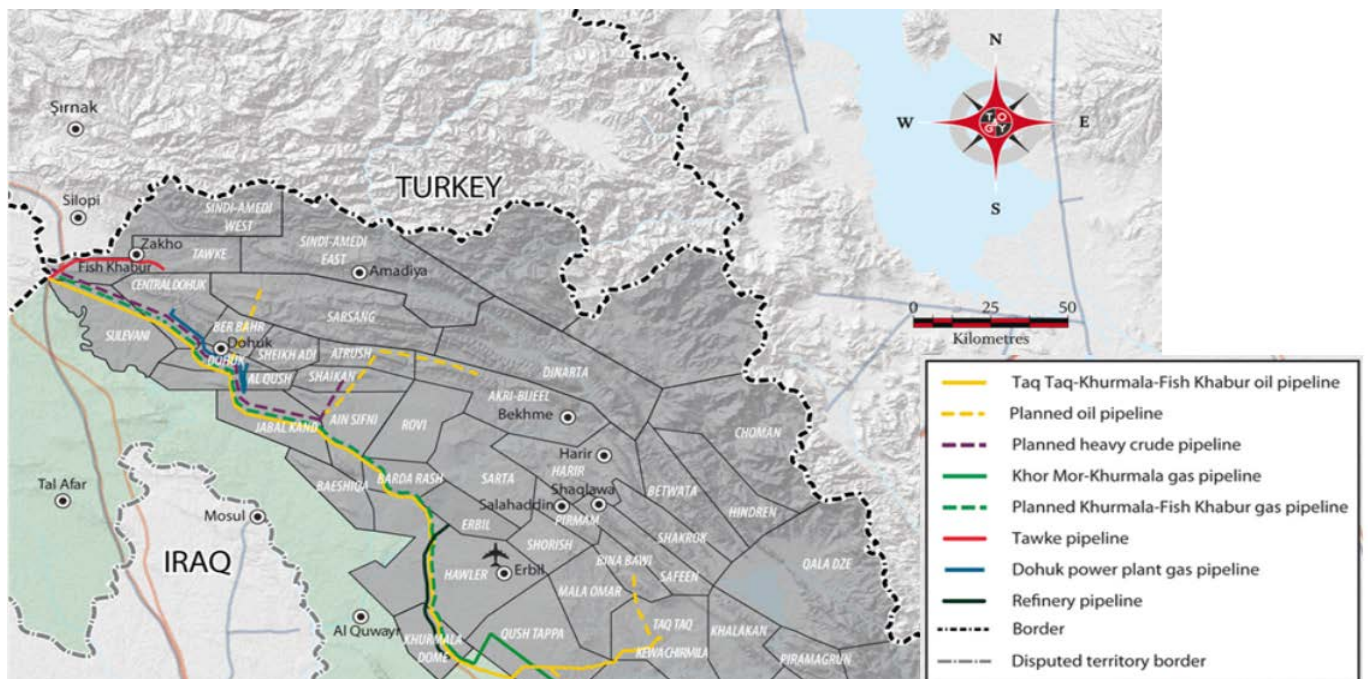 Şırnak
N
W
E
S
T O
G Y
TURKEY
Silopi
SINDI-AMEDI
WEST
Zakho
TAWKE
SINDI-AMEDI
EAST
Fish Khabur
Amadiya
CENTRAL DOHUK
0 25 50
Kilometres
SARSANG
SULEVANI
BER BAHR
Dohuk
DOHUK
SHEIKH ADI
ATRUSH
AL QUSH
SHAIKAN
DINARTA
AKRI-BIJEEL
AIN SIFNI
ROVI
Bekhme
JABAL KAND
CHOMAN
Harir
HARIR
Tal Afar
BAESHIQA
BARDA RASH
SARTA
BETWATA
Salahaddin
Shaqlawa
HINDREN
Mosul
PIRMAM
ERBIL
SHORISH
SHAKROK
IRAQ
BINA BAWI
QALA DZE
HAWLER
Erbil
SAFEEN
MALA OMAR
Al Quwayr
TAQ TAQ
KHURMALA
DOME
QUSH TAPPA
KHALAKAN
KEWACHIRMILA
PIRAMAGRUN
Taq Taq-Khurmala-Fish Khabur oil pipeline
Planned oil pipeline
Planned heavy crude pipeline
Khor Mor-Khurmala gas pipeline
Planned Khurmala-Fish Khabur gas pipeline
Tawke pipeline
Dohuk power plant gas pipeline
Refinery pipeline
Border
Disputed territory border